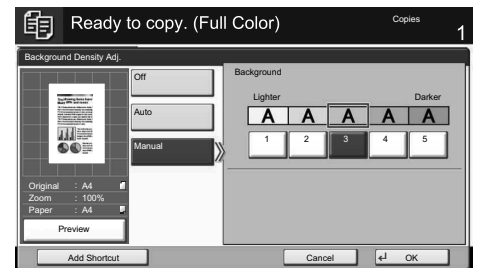 Ready to copy. (Full Color)
Copies
1
Background Density Adj.
Off
Auto
Manual
Background
Lighter
Darker
A A A A A
1 2 3 4 5
Original : A4
Zoom : 100%
Paper : A4
Preview
Add Shortcut
Cancel
OK